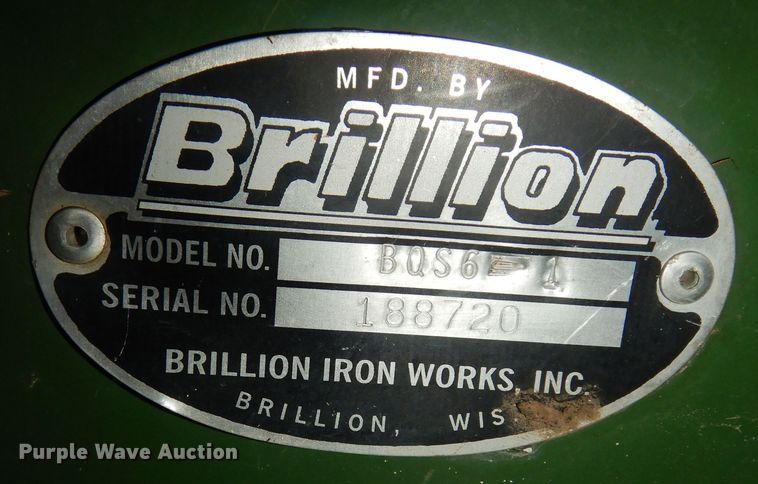 MFD. BY
Brillion
MODEL NO. BQS6 1
SERIAL NO. 188720
BRILLION IRON WORKS, INC.
BRILLION, WIS
Purple Wave Auction